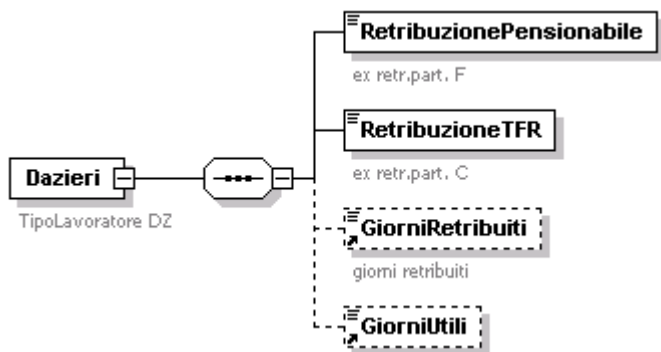 RetribuzionePensionabile
ex retr.part. F
RetribuzioneTFR
ex retr.part. C
Dazieri
TipoLavoratore DZ
GiorniRetribuiti
giorni retribuiti
GiorniUtili